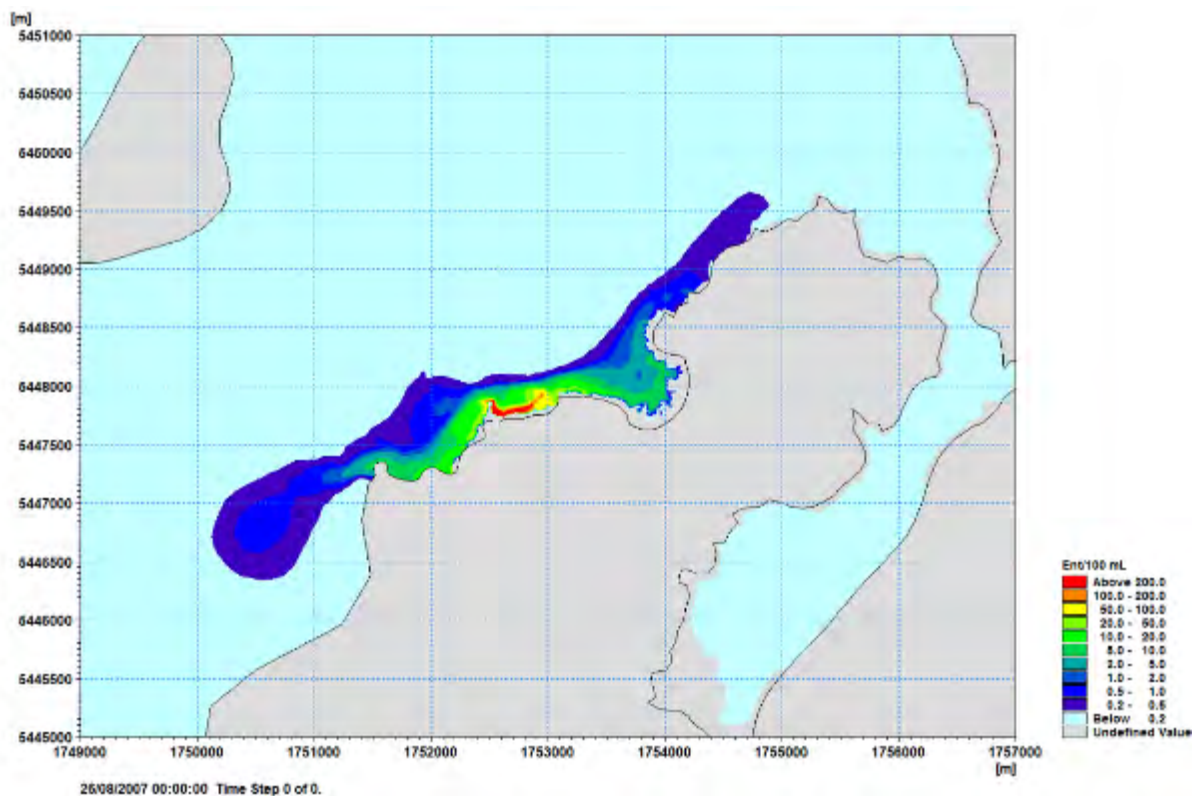 [m]
5451000
5450500
5460000
5449500
5449000
5448500
5448000
5447500
5447000
5446500
5446000
5445500
5445000
1749000 1750000 1751000 1752000 1753000 1754000 1755000 1756000 1757000
[m]
Ent/100 mL
Above 200.0
100.0 - 200.0
50.0 - 100.0
20.0 - 50.0
10.0 - 20.0
5.0 - 10.0
2.0 - 5.0
1.0 - 2.0
0.5 - 1.0
0.2 - 0.5
Below 0.2
Undefined Value
26/08/2007 00:00:00 Time Step 0 of 0.